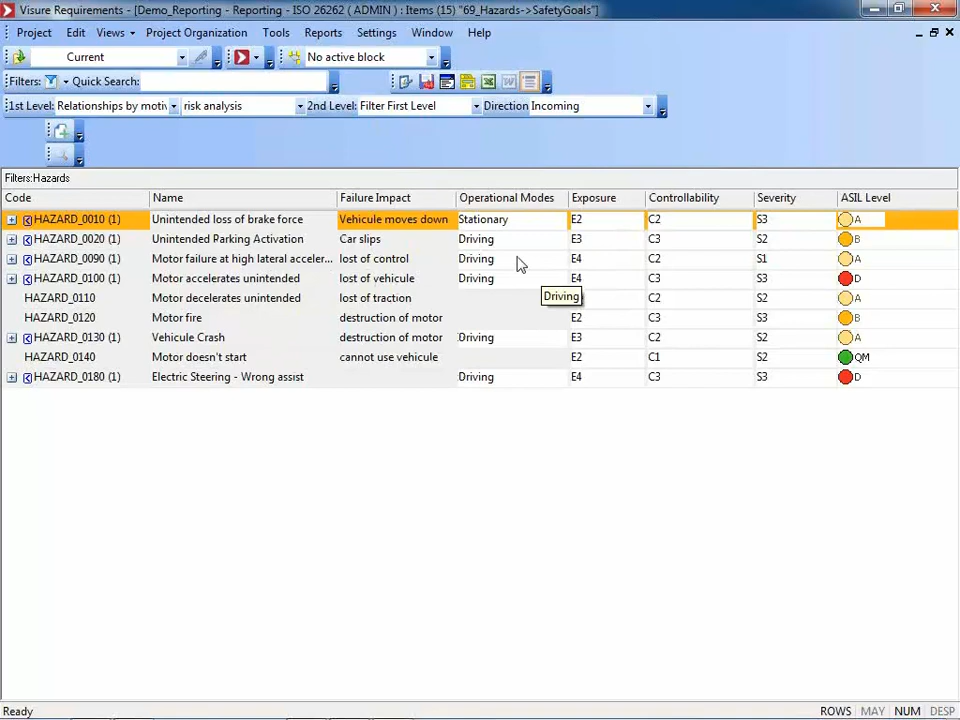 Visure Requirements - [Demo_Reporting - Reporting - ISO 26262 ( ADMIN ) : Items (15) "69_Hazards->SafetyGoals"]
Project Edit Views Project Organization Tools Reports Settings Window Help
Current No active block
Filters: Quick Search:
1st Level: Relationships by motiv risk analysis 2nd Level: Filter First Level Direction Incoming
Filters:Hazards
Code Name Failure Impact Operational Modes Exposure Controllability Severity ASIL Level
HAZARD_0010 (1) Unintended loss of brake force Vehicule moves down Stationary E2 C2 S3 A
HAZARD_0020 (1) Unintended Parking Activation Car slips Driving E3 C3 S2 B
HAZARD_0090 (1) Motor failure at high lateral acceler... lost of control Driving E4 C2 S1 A
HAZARD_0100 (1) Motor accelerates unintended lost of vehicule Driving E4 C3 S3 D
HAZARD_0110 Motor decelerates unintended lost of traction C2 S2 A
Driving
HAZARD_0120 Motor fire destruction of motor E2 C3 S3 B
HAZARD_0130 (1) Vehicule Crash destruction of motor Driving E3 C2 S2 A
HAZARD_0140 Motor doesn't start cannot use vehicule E2 C1 S2 QM
HAZARD_0180 (1) Electric Steering - Wrong assist Driving E4 C3 S3 D
Ready ROWS MAY NUM DESP